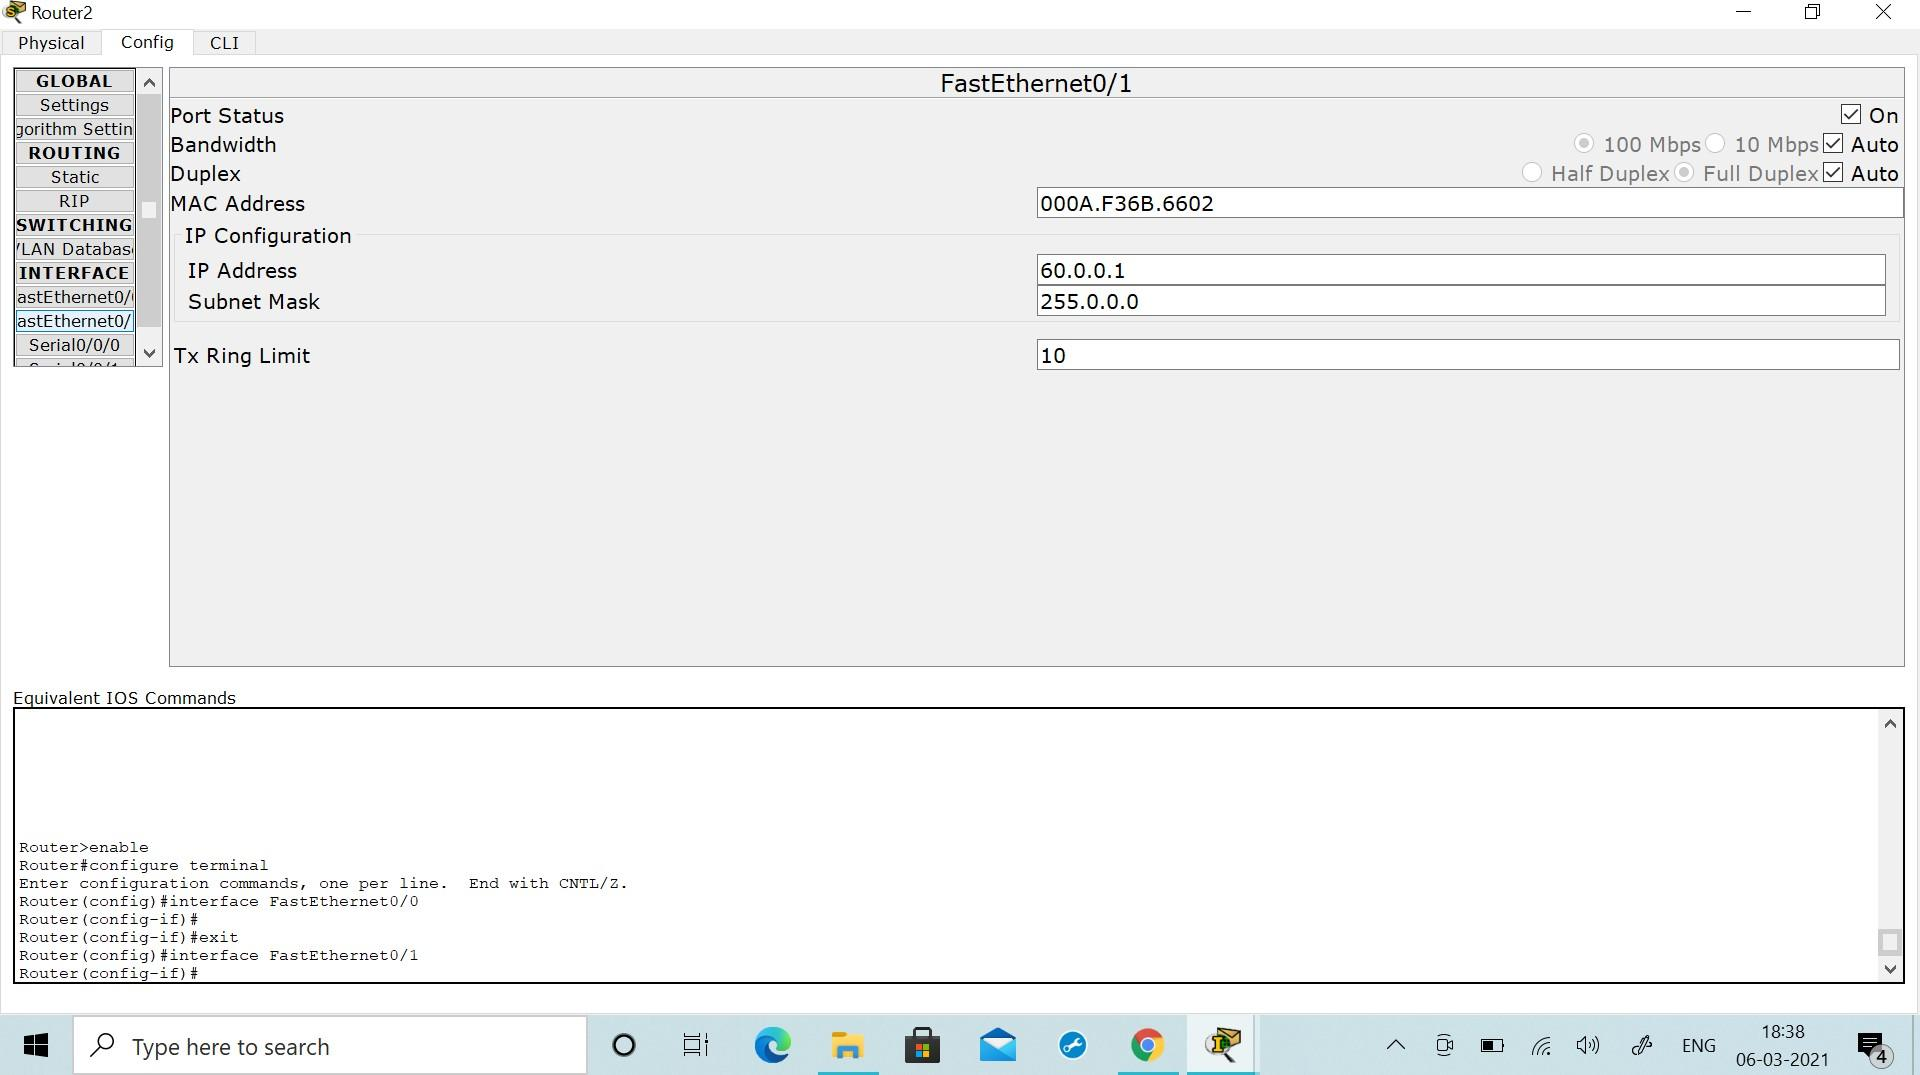 Router2
Physical
Config
CLI
GLOBAL
Settings
gorithm Settin
ROUTING
Static
RIP
SWITCHING
LAN Databas
INTERFACE
astEthernet0/
astEthernet0/
Serial0/0/0
FastEthernet0/1
Port Status
On
Bandwidth
100 Mbps
10 Mbps
Auto
Duplex
Half Duplex
Full Duplex
Auto
MAC Address
000A.F36B.6602
IP Configuration
IP Address
60.0.0.1
Subnet Mask
255.0.0.0
Tx Ring Limit
10
Equivalent IOS Commands
Router>enable
Router#configure terminal
Enter configuration commands, one per line.  End with CNTL/Z.
Router(config)#interface FastEthernet0/0
Router(config-if)#
Router(config-if)#exit
Router(config)#interface FastEthernet0/1
Router(config-if)#
Type here to search
ENG
18:38
06-03-2021
4